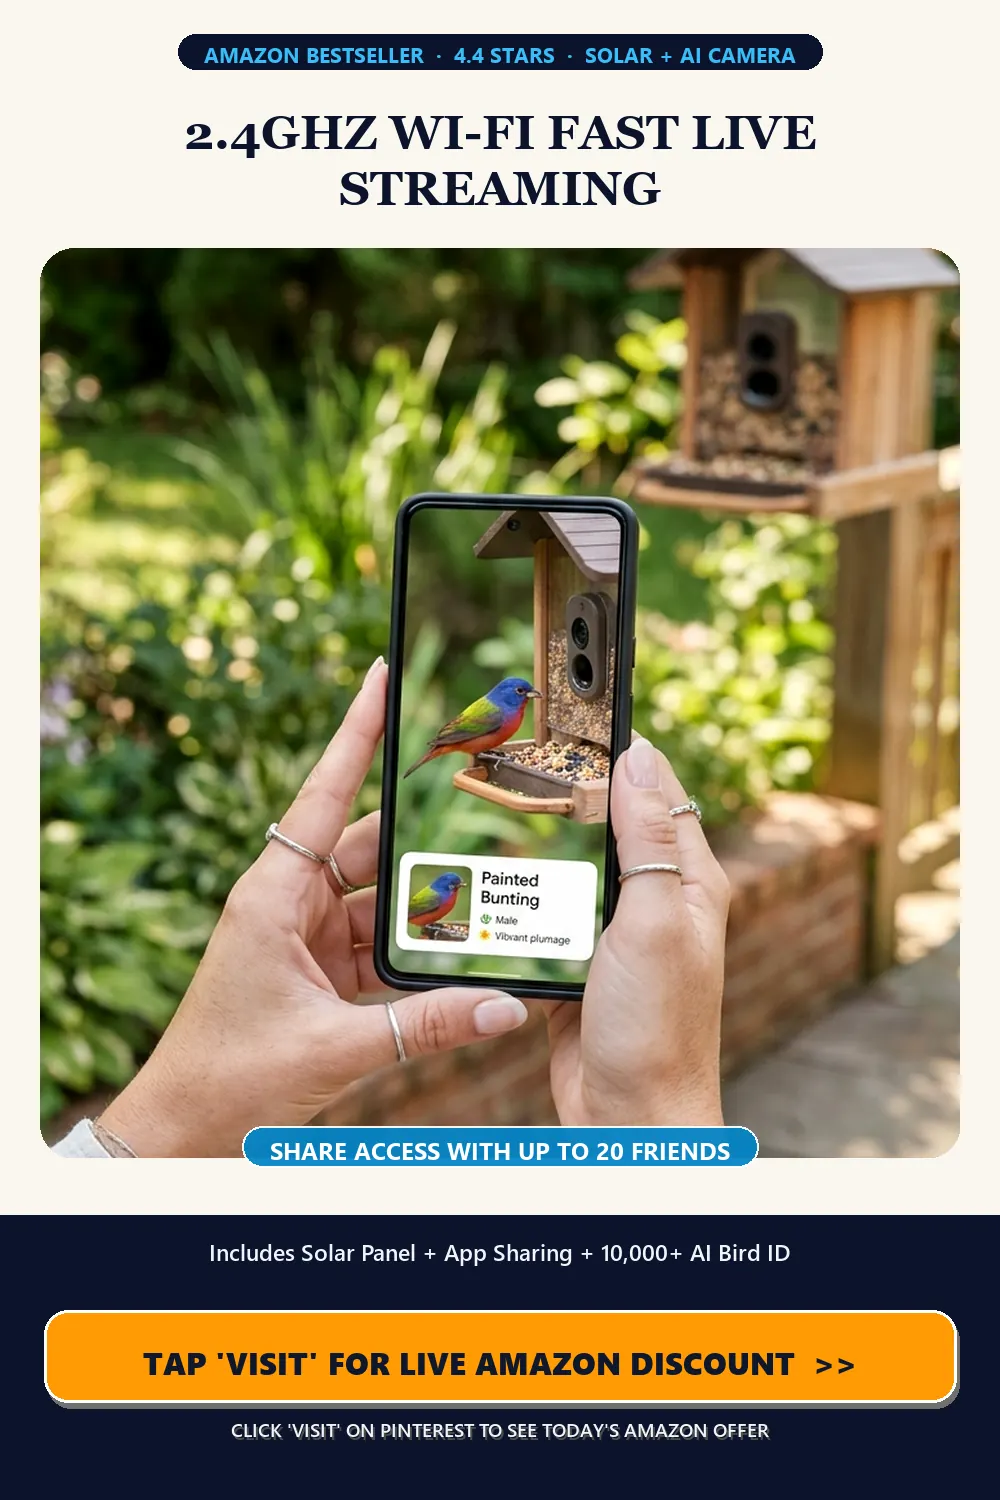 AMAZON BESTSELLER · 4.4 STARS · SOLAR + AI CAMERA
2.4GHZ WI-FI FAST LIVE
STREAMING
Painted
Bunting
Male
Vibrant plumage
SHARE ACCESS WITH UP TO 20 FRIENDS
Includes Solar Panel + App Sharing + 10,000+ AI Bird ID
TAP 'VISIT' FOR LIVE AMAZON DISCOUNT >>
CLICK 'VISIT' ON PINTEREST TO SEE TODAY'S AMAZON OFFER